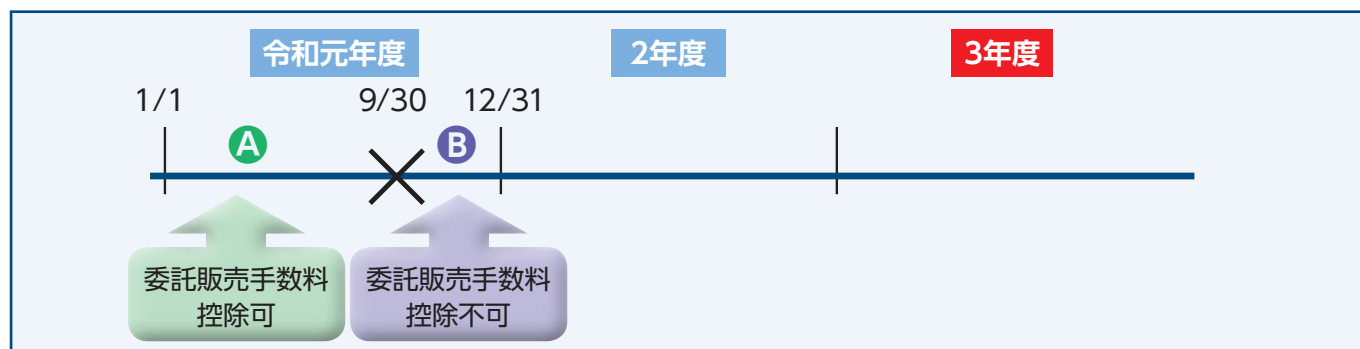 令和元年度 2年度 3年度
1/1 9/30 12/31
A B
委託販売手数料
控除可
委託販売手数料
控除不可